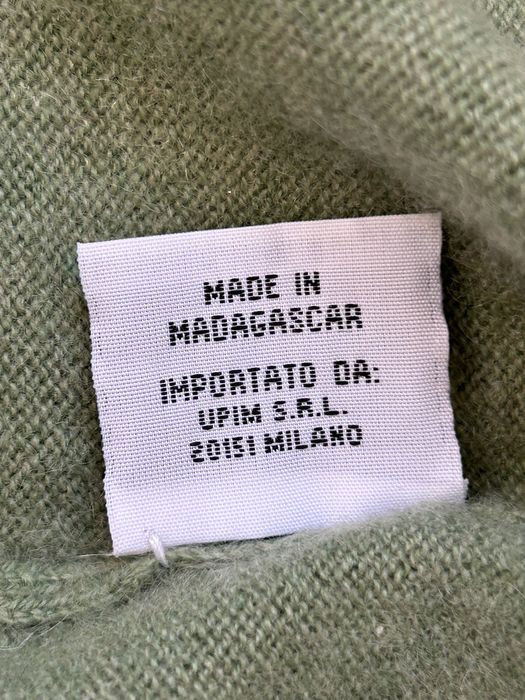 MADE IN
MADAGASCAR
IMPORTATO DA:
UPIM S.R.L.
20151 MILANO